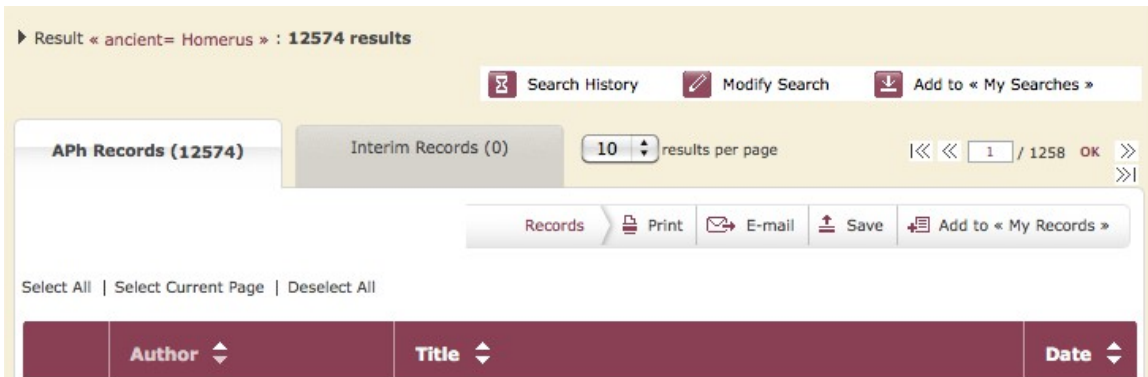 Result « ancient= Homerus » : 12574 results
Search History Modify Search Add to « My Searches »
APh Records (12574) Interim Records (0) 10 results per page 1 / 1258 OK
Records Print E-mail Save Add to « My Records »
Select All | Select Current Page | Deselect All
Author Title Date